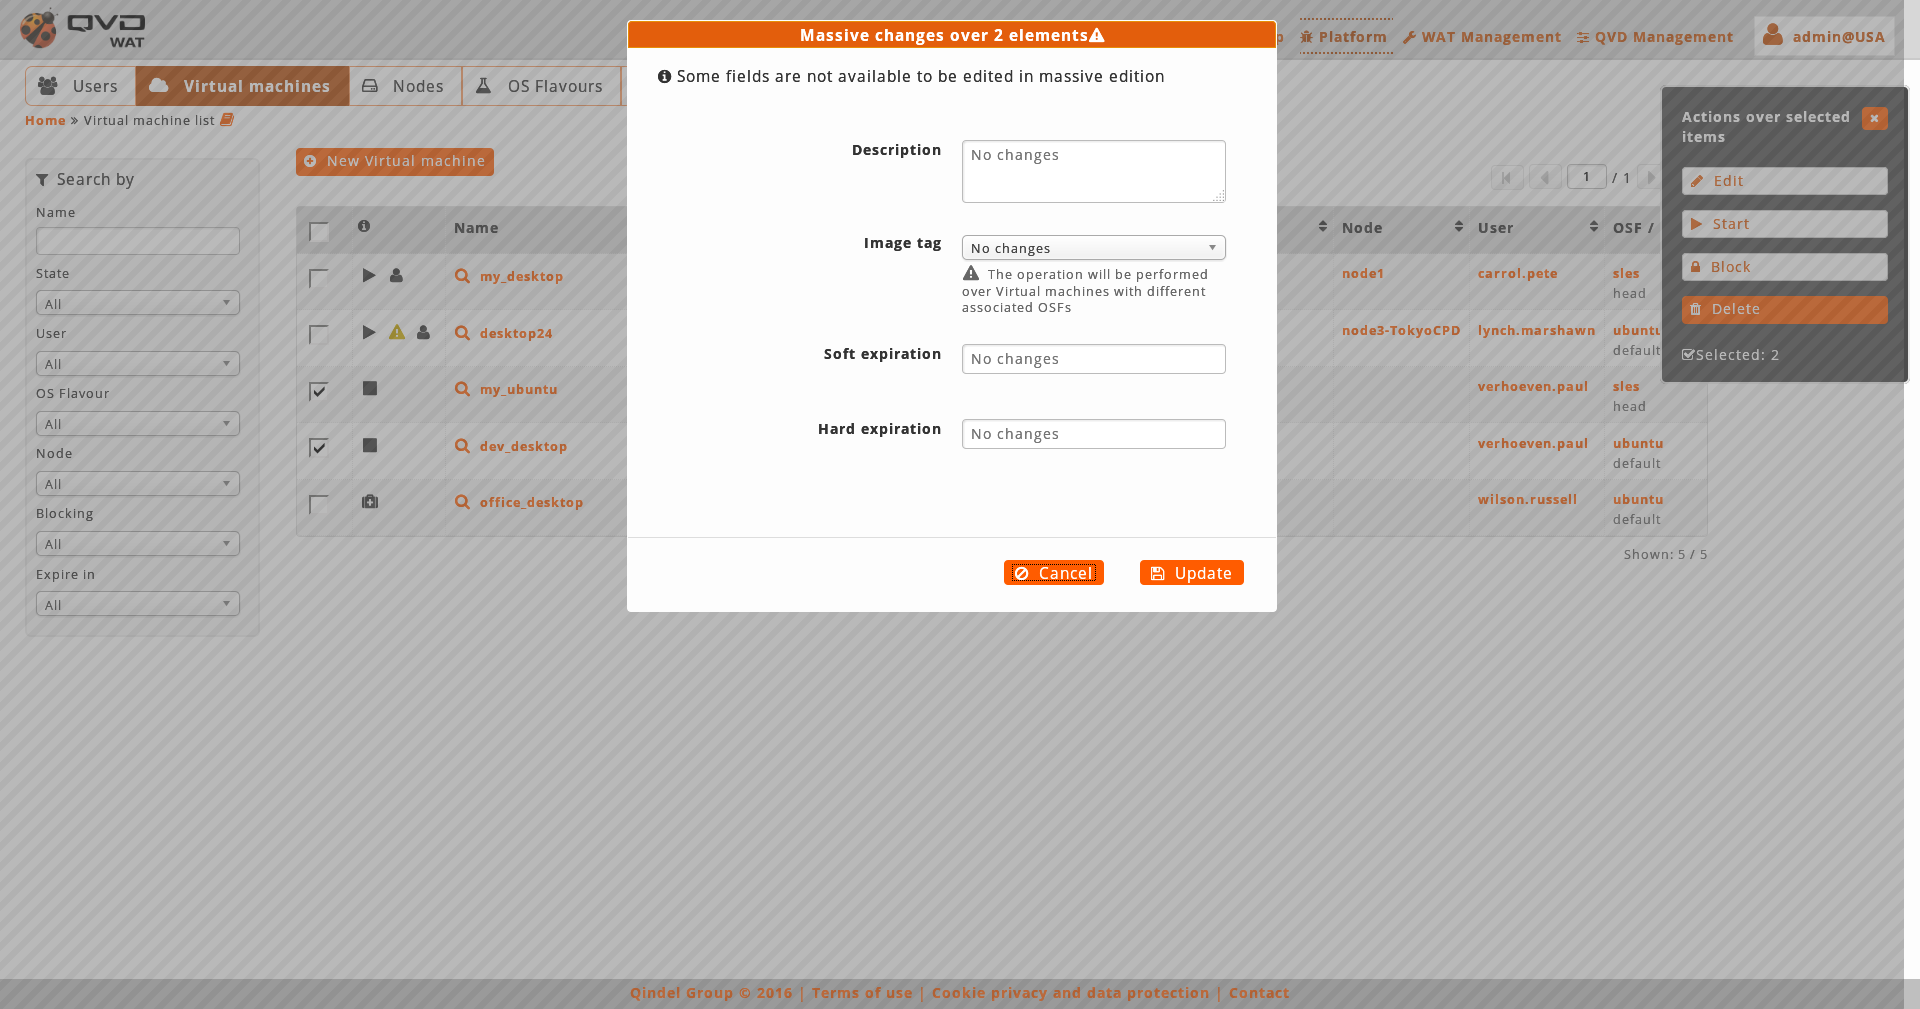 QVD
WAT
Platform
WAT Management
QVD Management
admin@USA
Users
Virtual machines
Nodes
OS Flavours
Home » Virtual machine list
Search by
Name
State
All
User
All
OS Flavour
All
Node
All
Blocking
All
Expire in
All
New Virtual machine
1 / 1
Name
Node
User
OSF /
my_desktop
node1
carrol.pete
sles
head
desktop24
node3-TokyoCPD
lynch.marshawn
ubuntu
default
my_ubuntu
verhoeven.paul
sles
head
dev_desktop
verhoeven.paul
ubuntu
default
office_desktop
wilson.russell
ubuntu
default
Shown: 5 / 5
Massive changes over 2 elements
Some fields are not available to be edited in massive edition
Description
No changes
Image tag
No changes
The operation will be performed
over Virtual machines with different
associated OSFs
Soft expiration
No changes
Hard expiration
No changes
Cancel
Update
Actions over selected
items
Edit
Start
Block
Delete
Selected: 2
Qindel Group © 2016 | Terms of use | Cookie privacy and data protection | Contact